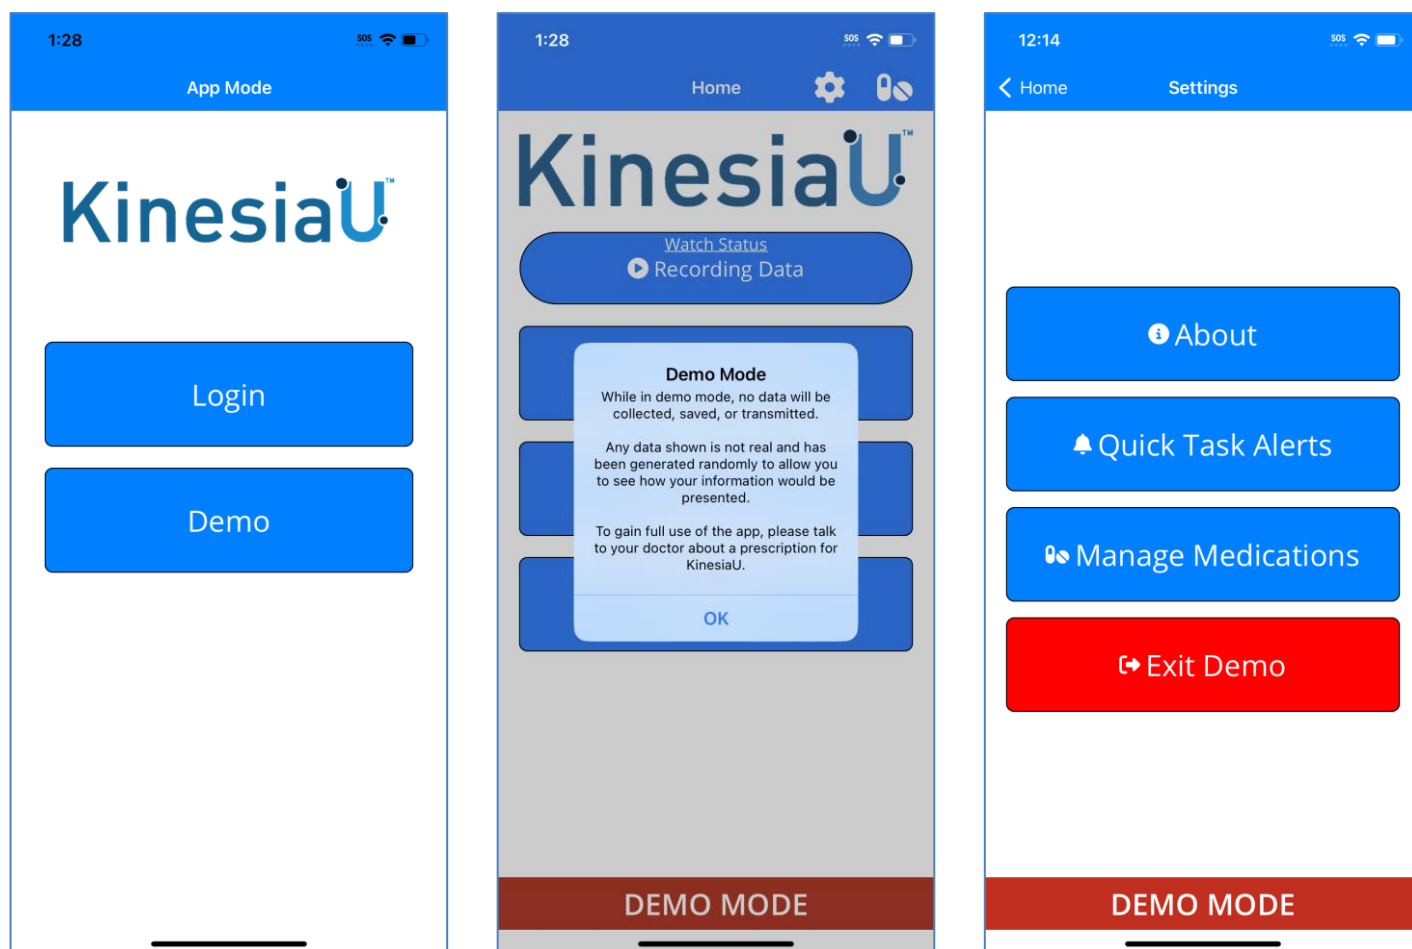 1:28
SOS
App Mode
KinesiaU™
Login
Demo
1:28
SOS
Home
KinesiaU™
Watch Status
Recording Data
Demo Mode
While in demo mode, no data will be
collected, saved, or transmitted.
Any data shown is not real and has
been generated randomly to allow you
to see how your information would be
presented.
To gain full use of the app, please talk
to your doctor about a prescription for
KinesiaU.
OK
DEMO MODE
12:14
SOS
Home
Settings
About
Quick Task Alerts
Manage Medications
Exit Demo
DEMO MODE